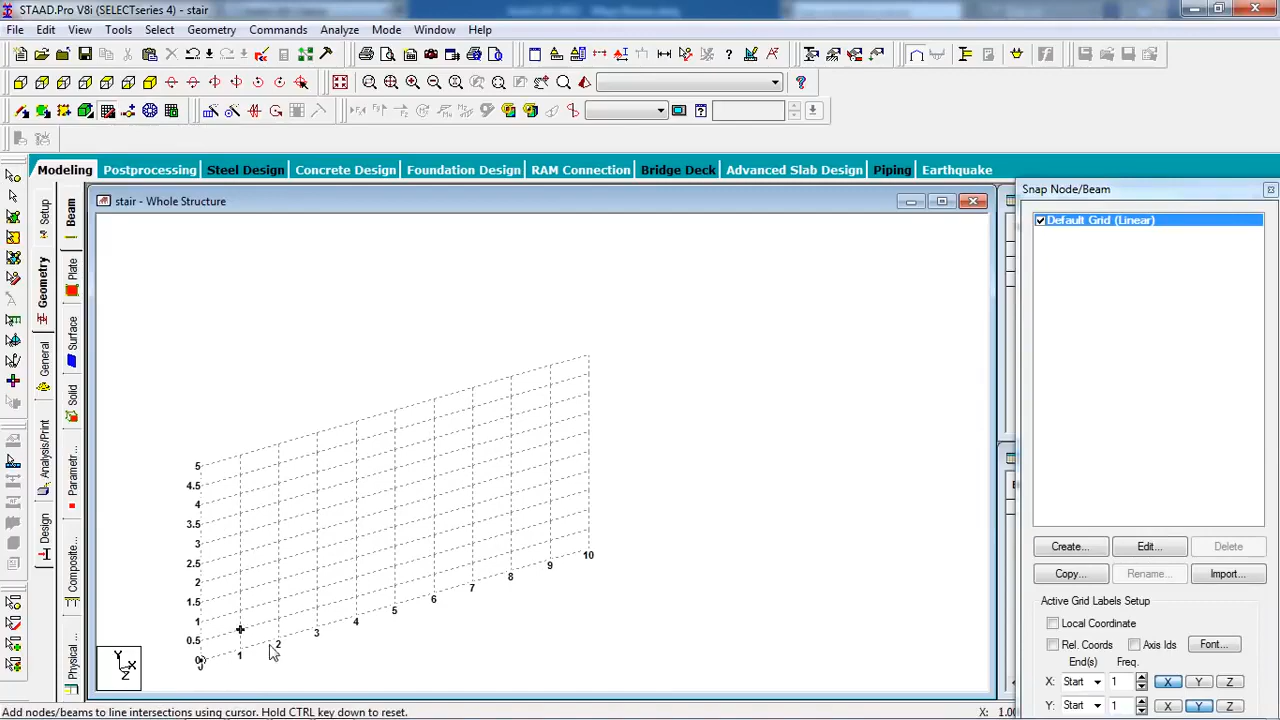 STAAD.Pro V8i (SELECTseries 4) - stair
File Edit View Tools Select Geometry Commands Analyze Mode Window Help
Modeling Postprocessing Steel Design Concrete Design Foundation Design RAM Connection Bridge Deck Advanced Slab Design Piping Earthquake
stair - Whole Structure
Snap Node/Beam
Default Grid (Linear)
Setup
Geometry
General
Analysis/Print
Design
Beam
Plate
Surface
Solid
Parametr...
Composite...
Physical ...
5
4.5
4
3.5
3
2.5
2
1.5
1
0.5
0
1 2 3 4 5 6 7 8 9 10
Y
X
Z
Create... Edit... Delete
Copy... Rename... Import...
Active Grid Labels Setup
Local Coordinate
Rel. Coords Axis Ids Font...
End(s) Freq.
X: Start 1 X Y Z
Y: Start 1 X Y Z
Add nodes/beams to line intersections using cursor. Hold CTRL key down to reset.